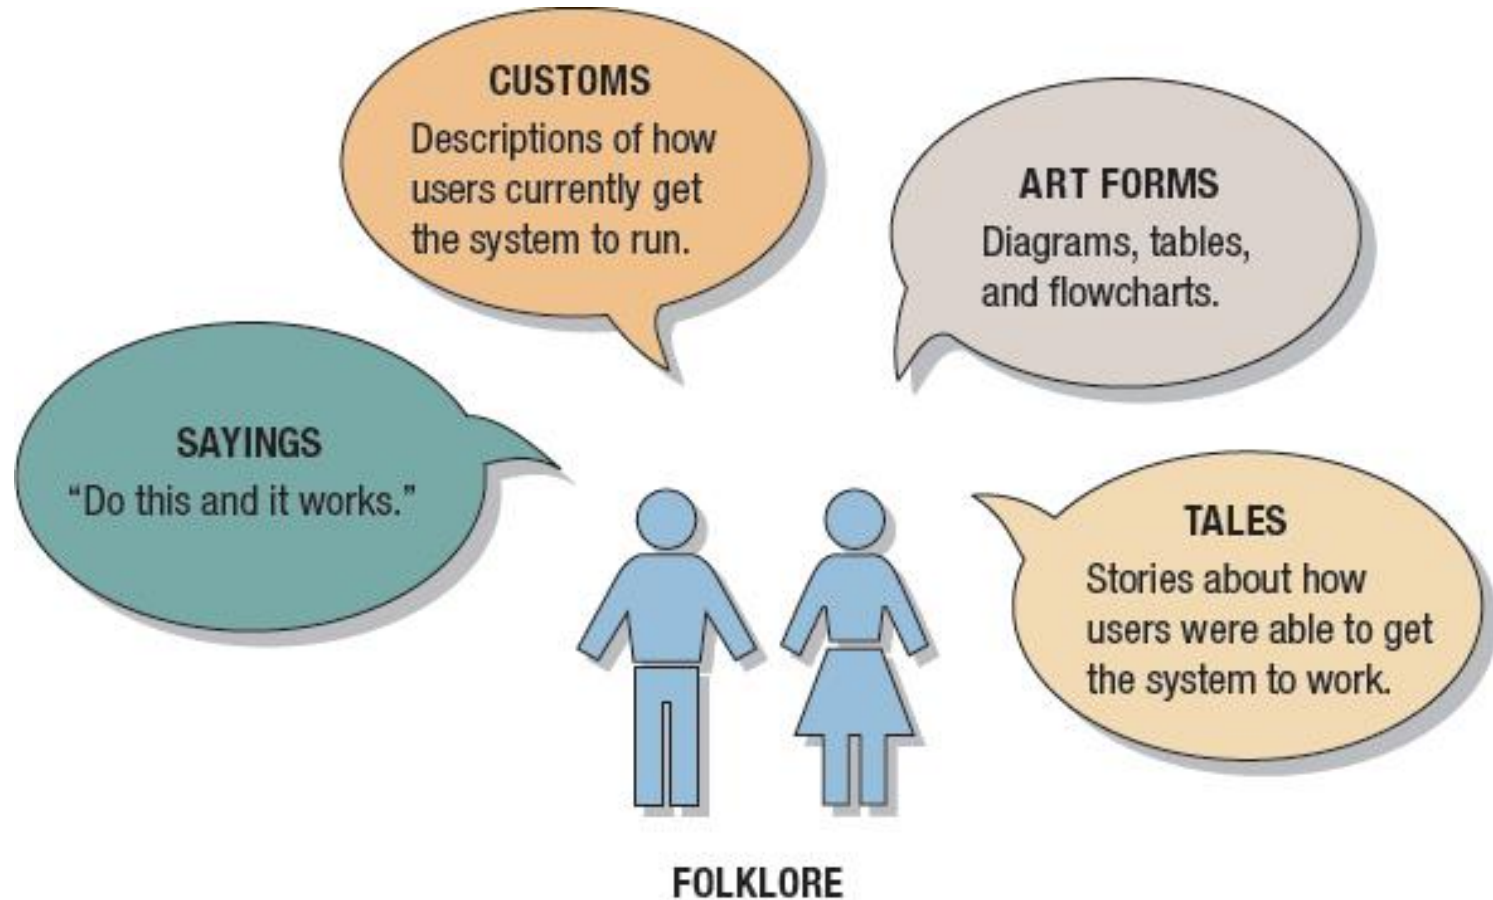 CUSTOMS
Descriptions of how
users currently get
the system to run.
ART FORMS
Diagrams, tables,
and flowcharts.
SAYINGS
“Do this and it works.”
TALES
Stories about how
users were able to get
the system to work.
FOLKLORE